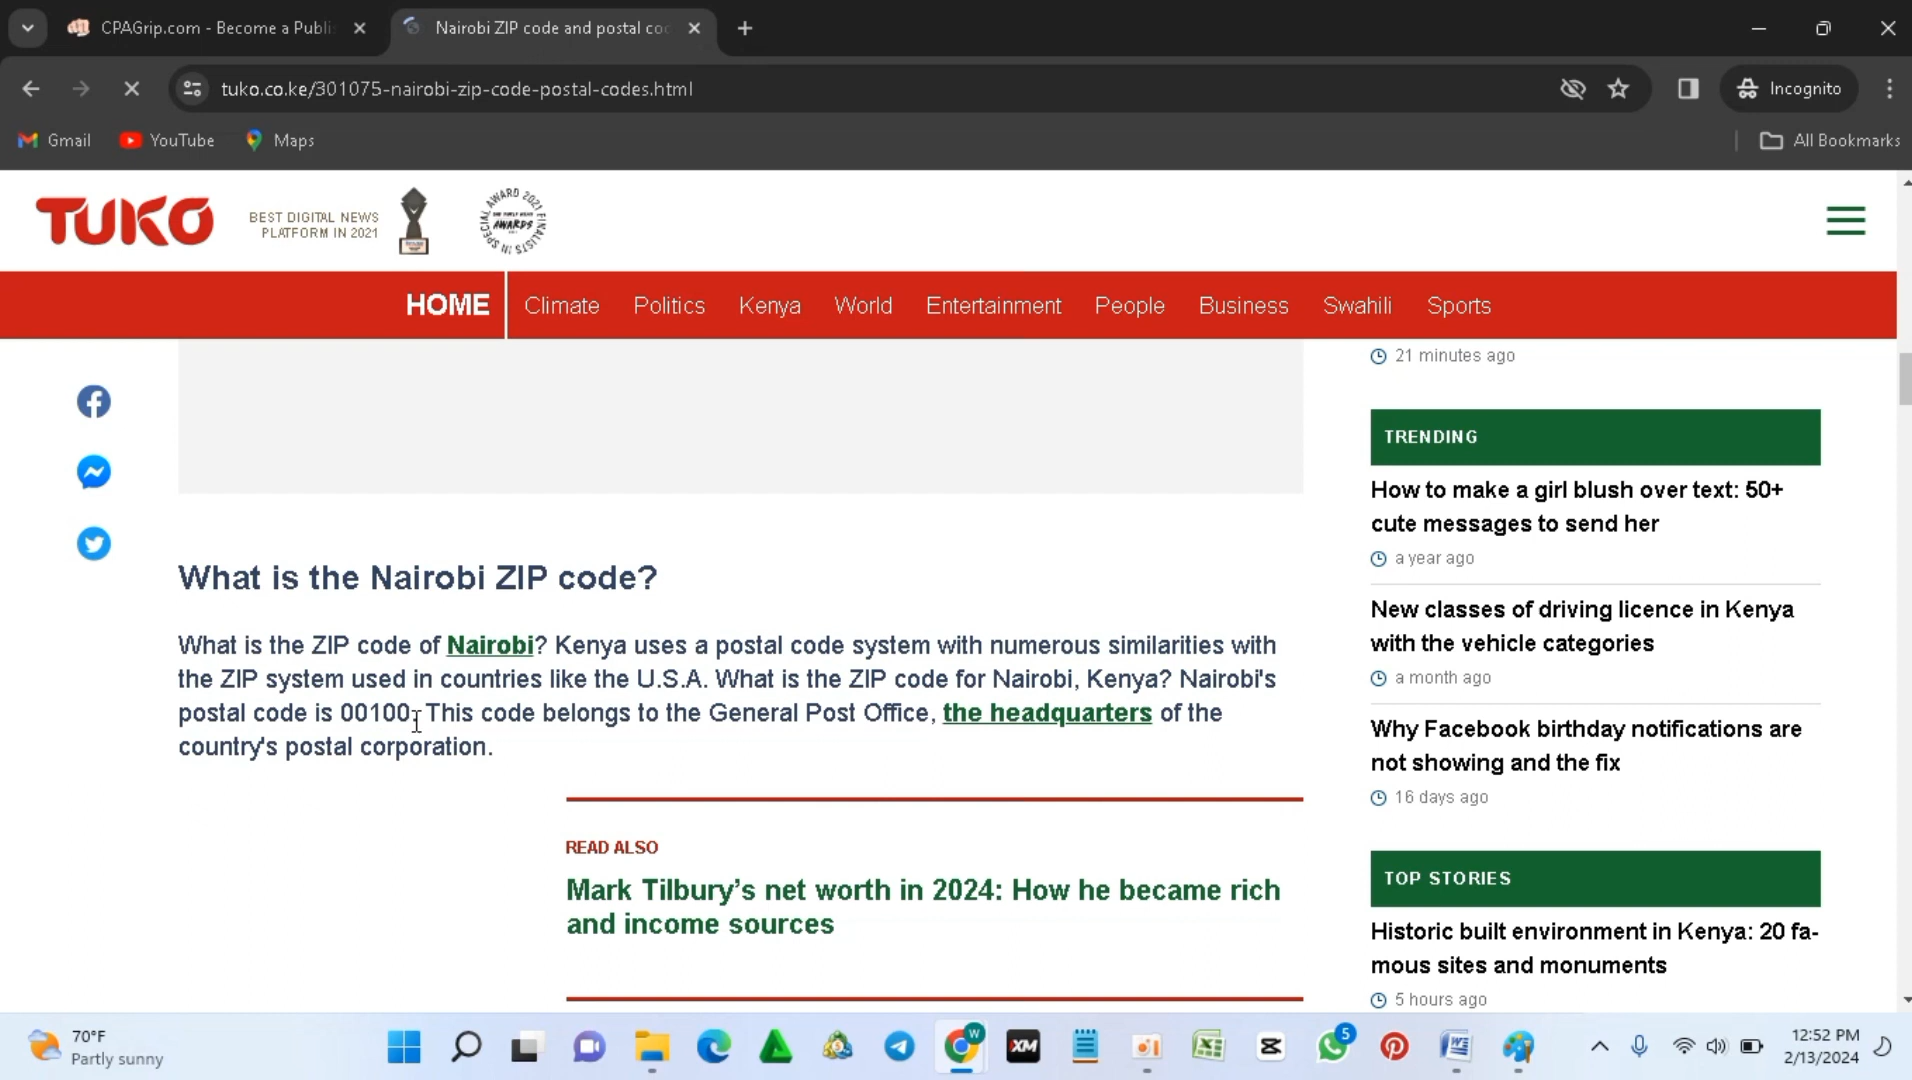 CPAGrip.com - Become a Publi
Nairobi ZIP code and postal co
tuko.co.ke/301075-nairobi-zip-code-postal-codes.html
Incognito
Gmail
YouTube
Maps
All Bookmarks
TUKO
BEST DIGITAL NEWS
PLATFORM IN 2021
HOME
Climate
Politics
Kenya
World
Entertainment
People
Business
Swahili
Sports
21 minutes ago
TRENDING
How to make a girl blush over text: 50+
cute messages to send her
a year ago
New classes of driving licence in Kenya
with the vehicle categories
a month ago
Why Facebook birthday notifications are
not showing and the fix
16 days ago
TOP STORIES
Historic built environment in Kenya: 20 fa-
mous sites and monuments
5 hours ago
What is the Nairobi ZIP code?
What is the ZIP code of Nairobi? Kenya uses a postal code system with numerous similarities with
the ZIP system used in countries like the U.S.A. What is the ZIP code for Nairobi, Kenya? Nairobi's
postal code is 00100. This code belongs to the General Post Office, the headquarters of the
country's postal corporation.
READ ALSO
Mark Tilbury’s net worth in 2024: How he became rich
and income sources
70°F
Partly sunny
W
XM
5
12:52 PM
2/13/2024